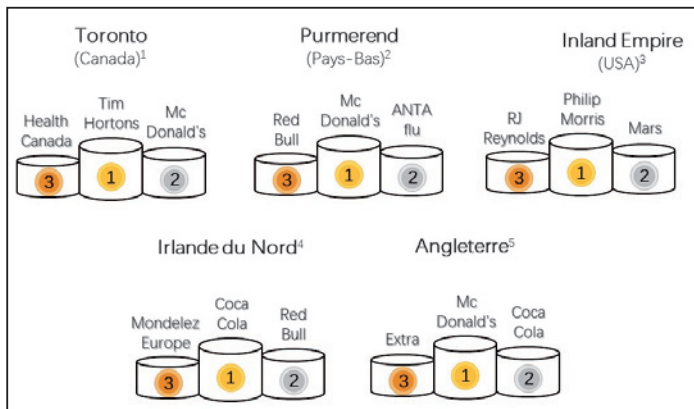 Toronto
(Canada)¹
Health
Canada
Tim
Hortons
Mc
Donald's
3
1
2
Purmerend
(Pays-Bas)²
Red
Bull
Mc
Donald's
ANTA
flu
3
1
2
Inland Empire
(USA)³
RJ
Reynolds
Philip
Morris
Mars
3
1
2
Irlande du Nord⁴
Mondelez
Europe
Coca
Cola
Red
Bull
3
1
2
Angleterre⁵
Extra
Mc
Donald's
Coca
Cola
3
1
2